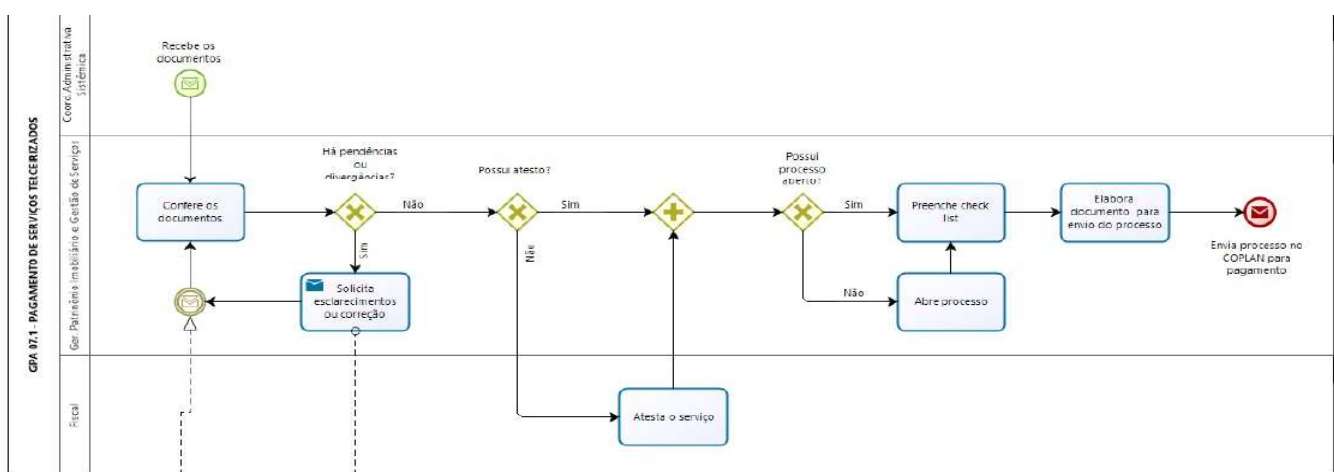 GPA 07.1 - PAGAMENTO DE SERVIÇOS TELCERIZADOS
Coord. Administrativa
Sistêmica
Recebe os
documentos
Ger. Patrimônio Imobiliário e Gestão de Serviços
Confere os
documentos
Há pendências
ou
divergências?
Não
Sim
Solicita
esclarecimentos
ou correção
Possui atesto?
Sim
Não
Possui
processo
aberto?
Sim
Não
Preenche check
list
Abre processo
Elabora
documento para
envio do processo
Envia processo no
COPLAN para
pagamento
Fiscal
Atesta o serviço